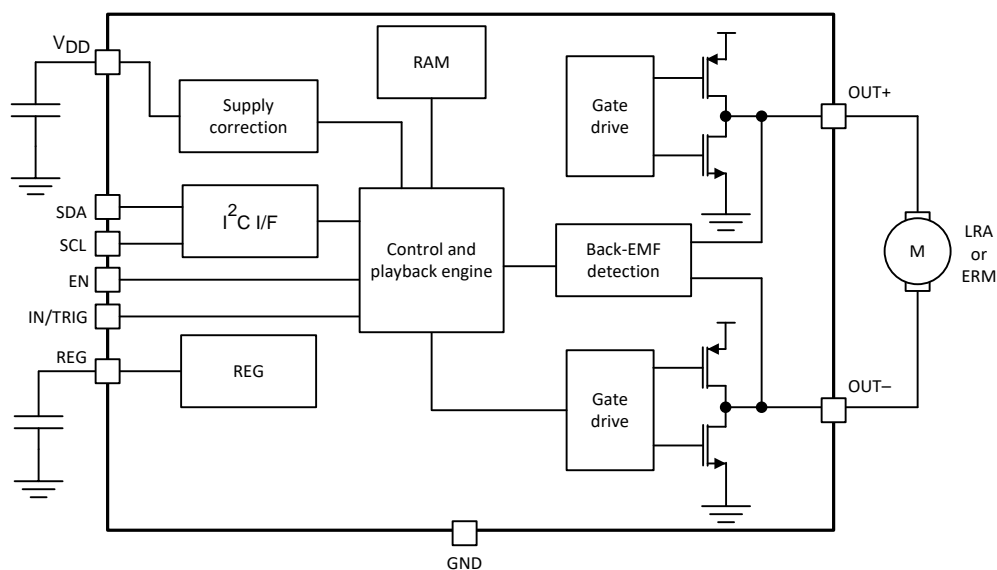 VDD
RAM
Supply
correction
Gate
drive
OUT+
SDA
I2C I/F
SCL
Control and
playback engine
Back-EMF
detection
M
LRA
or
ERM
EN
IN/TRIG
REG
REG
Gate
drive
OUT–
GND